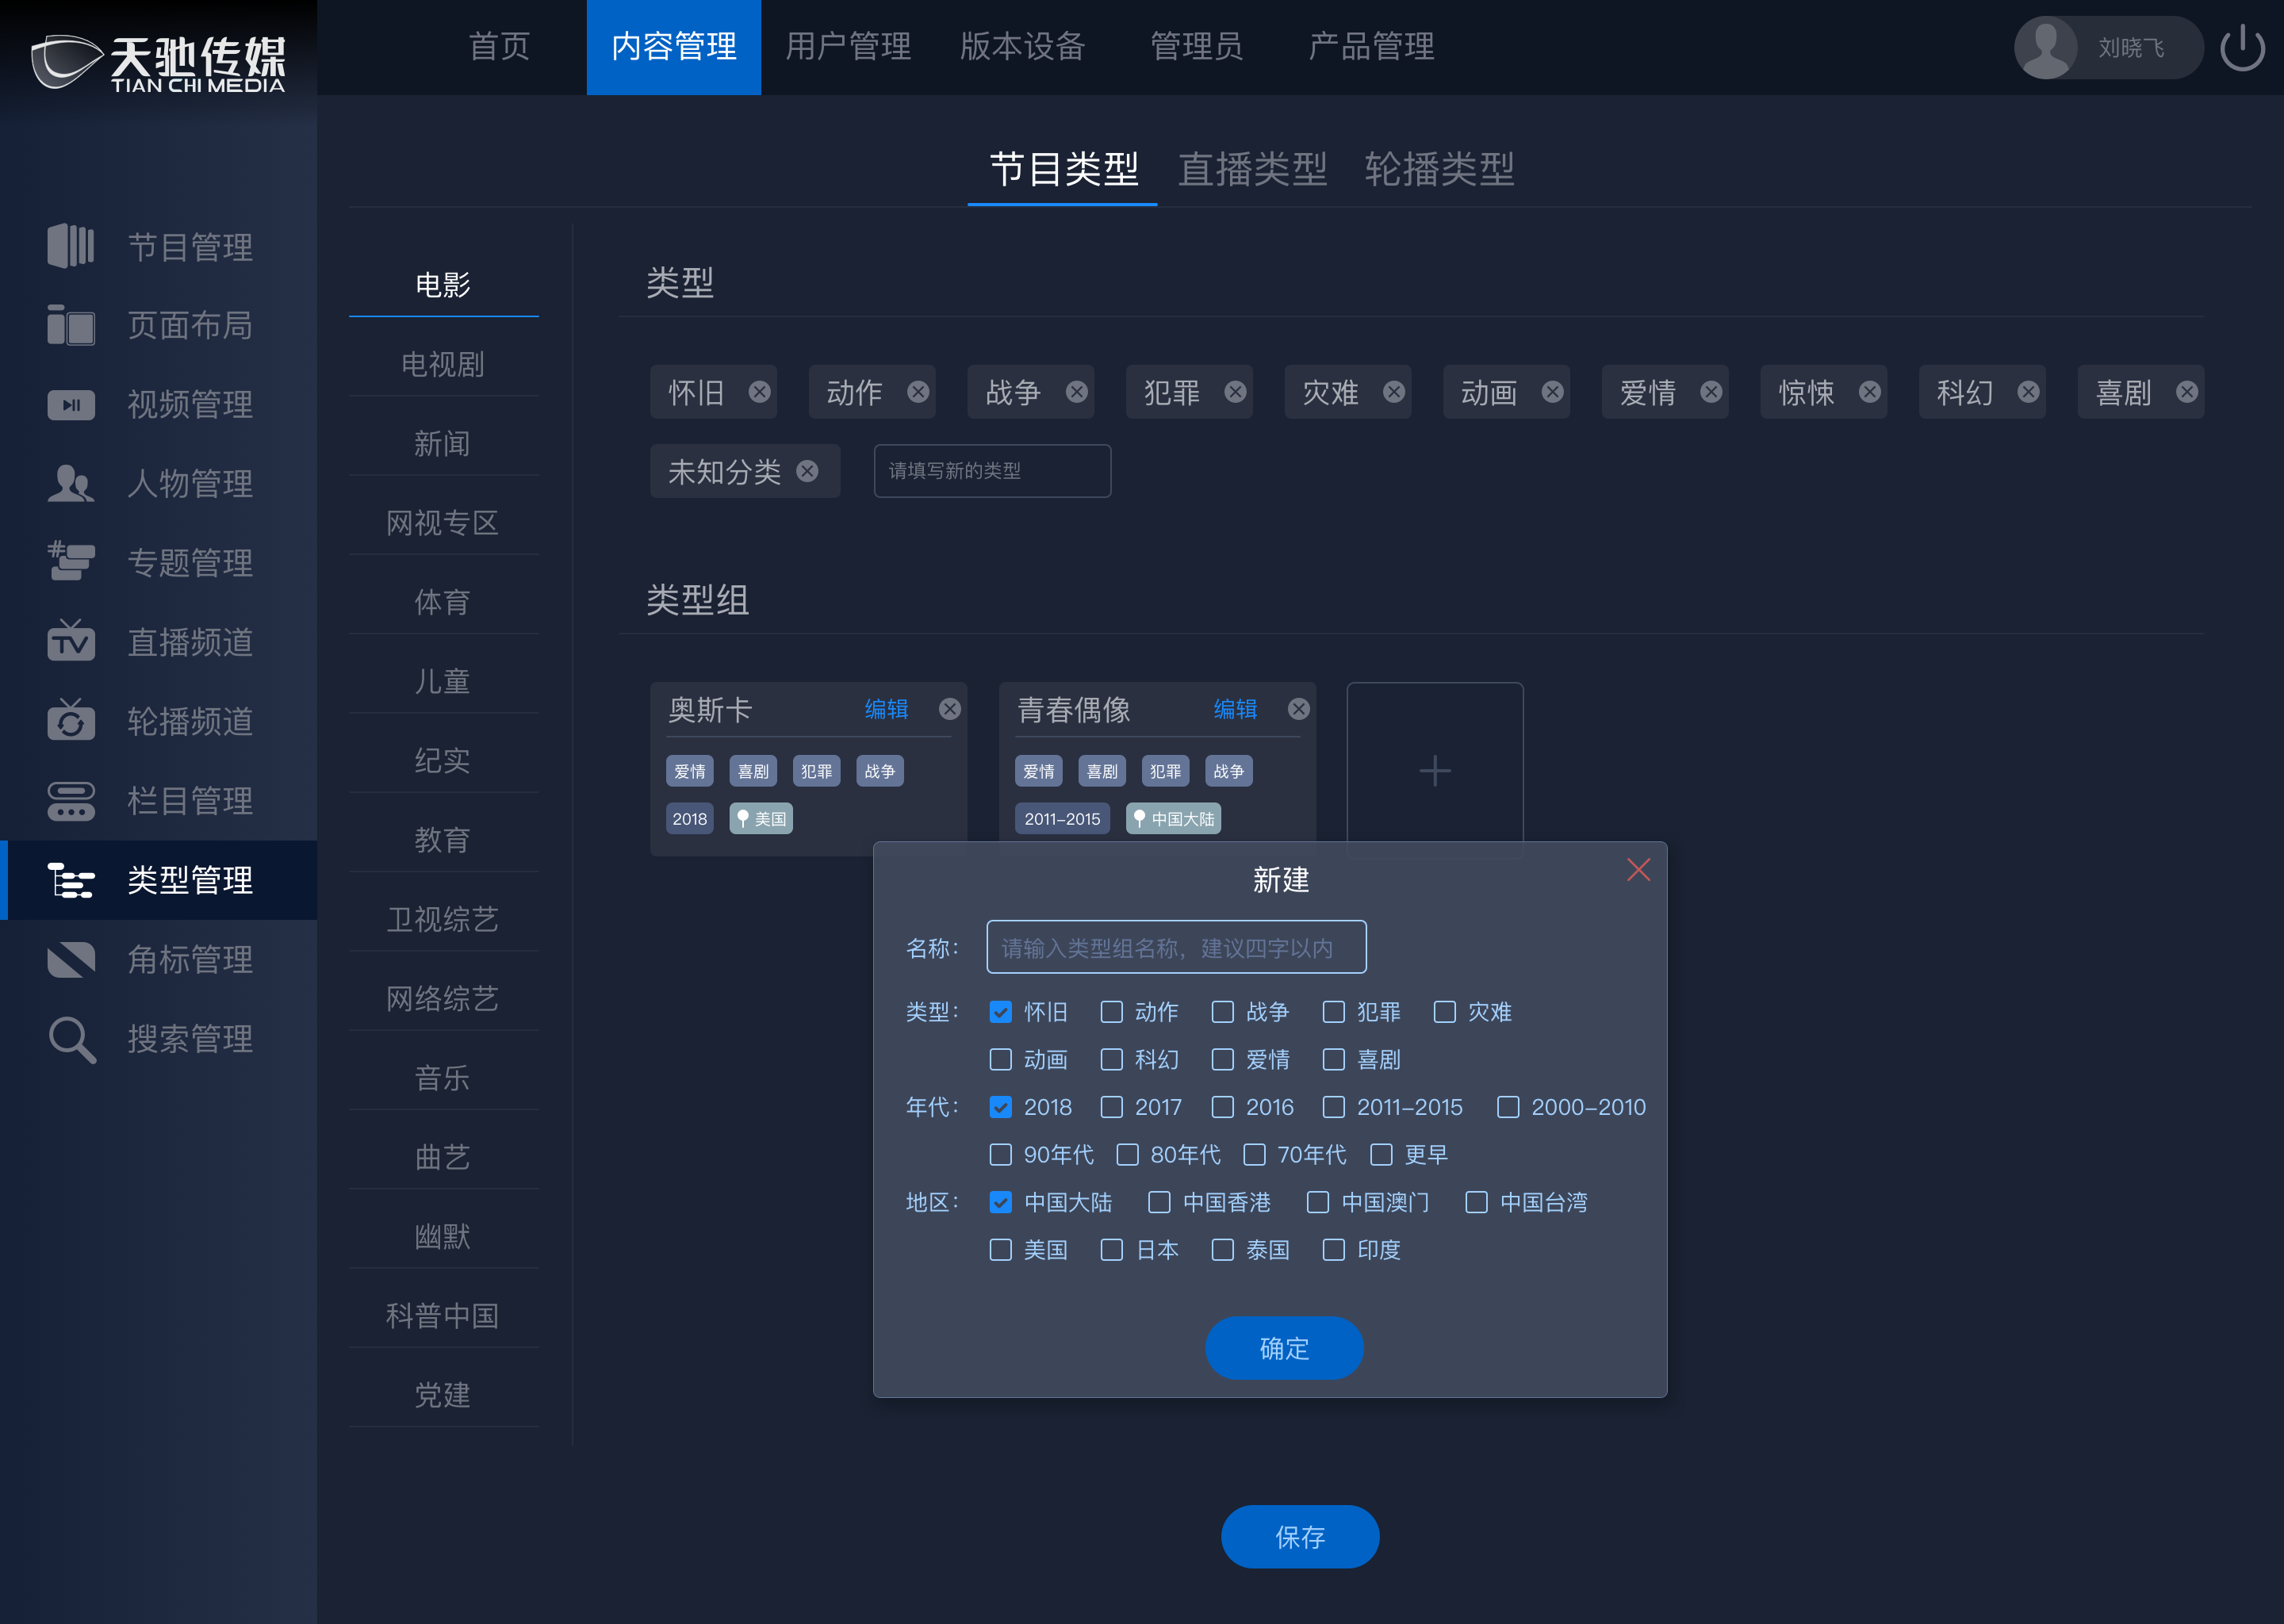 天驰传媒
TIAN CHI MEDIA
首页 内容管理 用户管理 版本设备 管理员 产品管理 刘晓飞
节目管理
页面布局
视频管理
人物管理
# 专题管理
TV 直播频道
轮播频道
栏目管理
类型管理
角标管理
搜索管理
节目类型 直播类型 轮播类型
电影
电视剧
新闻
网视专区
体育
儿童
纪实
教育
卫视综艺
网络综艺
音乐
曲艺
幽默
科普中国
党建
类型
怀旧 动作 战争 犯罪 灾难 动画 爱情 惊悚 科幻 喜剧
未知分类 请填写新的类型
类型组
奥斯卡 编辑
爱情 喜剧 犯罪 战争
2018 美国
青春偶像 编辑
爱情 喜剧 犯罪 战争
2011-2015 中国大陆
新建
名称: 请输入类型组名称，建议四字以内
类型: 怀旧 动作 战争 犯罪 灾难
动画 科幻 爱情 喜剧
年代: 2018 2017 2016 2011-2015 2000-2010
90年代 80年代 70年代 更早
地区: 中国大陆 中国香港 中国澳门 中国台湾
美国 日本 泰国 印度
确定
保存